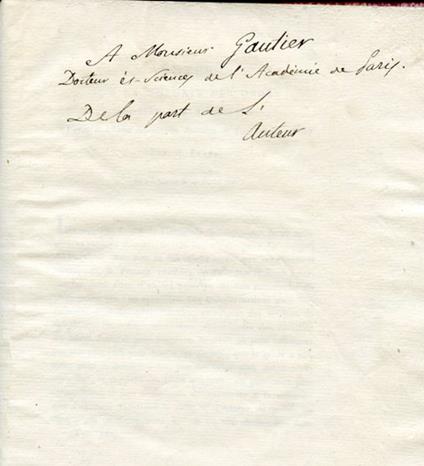 A Monsieur Gautier
Docteur ès-Sciences de l'Académie de Paris.
De la part de L'
Auteur